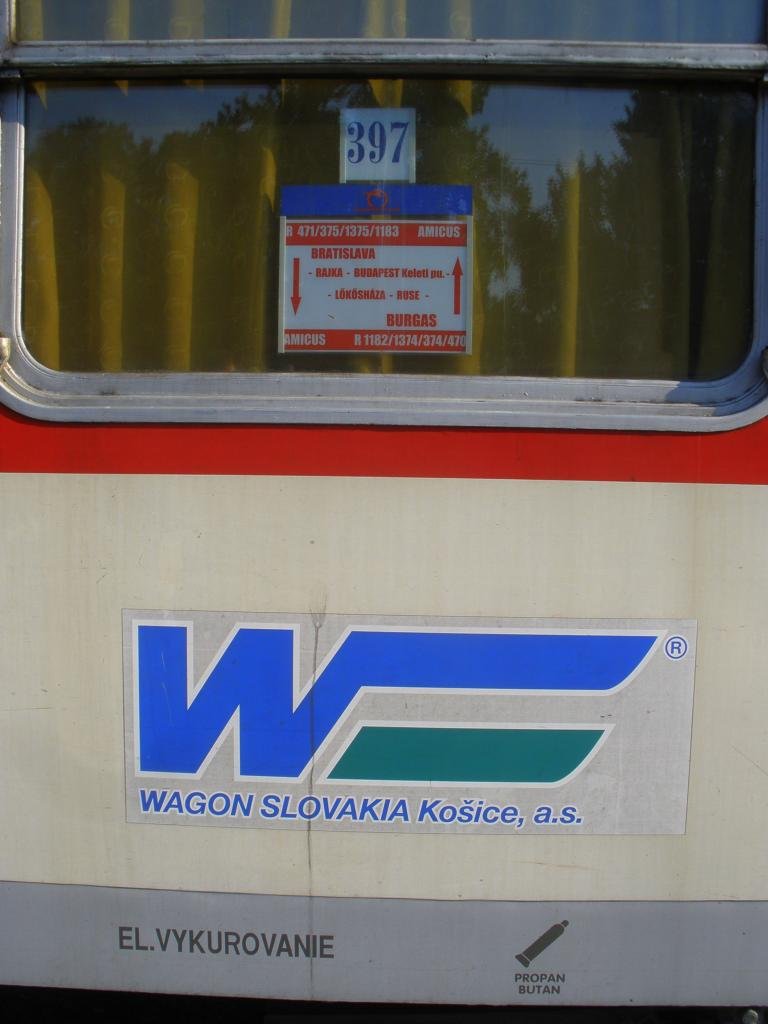 397
R 471/375/1375/1183 AMICUS
BRATISLAVA
- RAJKA - BUDAPEST Keleti pu. -
- LŐKÖSHÁZA - RUSE -
BURGAS
AMICUS R 1182/1374/374/470
®
WAGON SLOVAKIA Košice, a.s.
EL.VYKUROVANIE
PROPAN
BUTAN